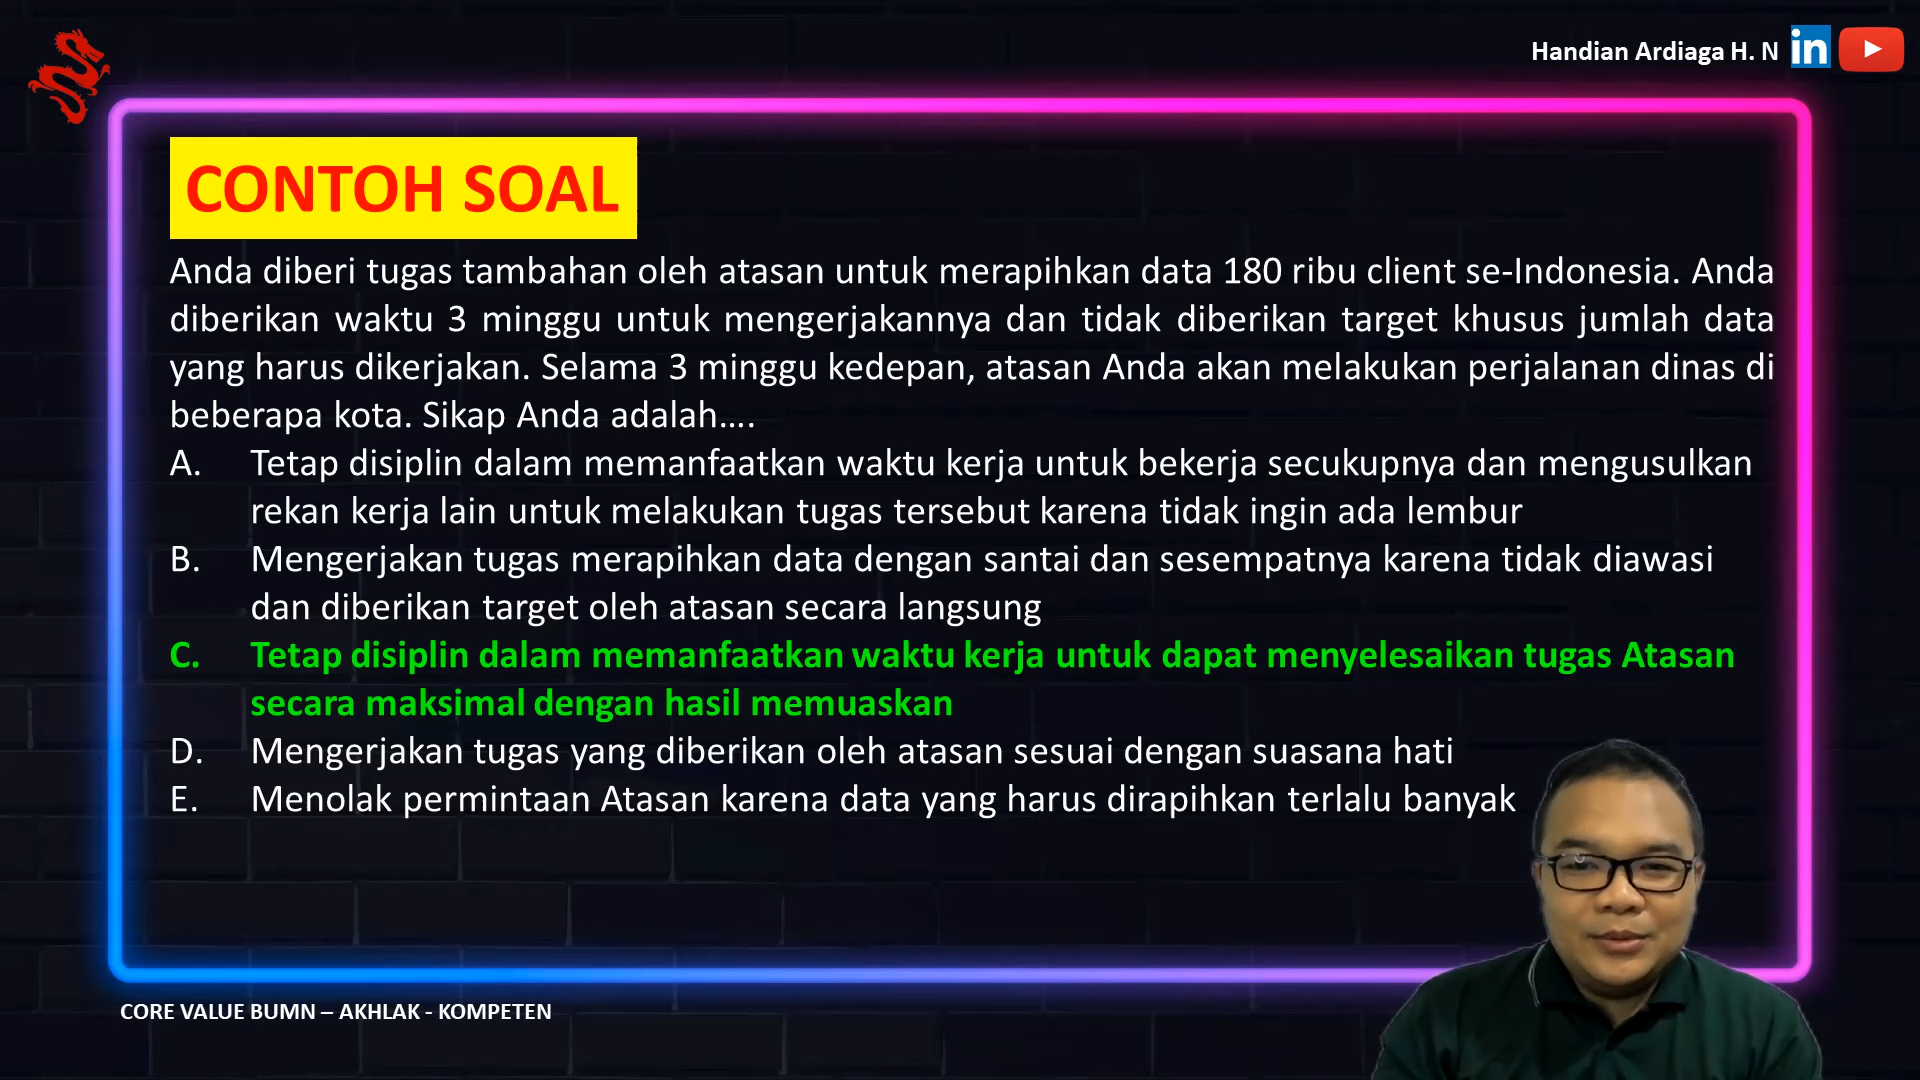 Handian Ardiaga H. N in
CONTOH SOAL
Anda diberi tugas tambahan oleh atasan untuk merapihkan data 180 ribu client se-Indonesia. Anda
diberikan waktu 3 minggu untuk mengerjakannya dan tidak diberikan target khusus jumlah data
yang harus dikerjakan. Selama 3 minggu kedepan, atasan Anda akan melakukan perjalanan dinas di
beberapa kota. Sikap Anda adalah....
A. Tetap disiplin dalam memanfaatkan waktu kerja untuk bekerja secukupnya dan mengusulkan
rekan kerja lain untuk melakukan tugas tersebut karena tidak ingin ada lembur
B. Mengerjakan tugas merapihkan data dengan santai dan sesempatnya karena tidak diawasi
dan diberikan target oleh atasan secara langsung
C. Tetap disiplin dalam memanfaatkan waktu kerja untuk dapat menyelesaikan tugas Atasan
secara maksimal dengan hasil memuaskan
D. Mengerjakan tugas yang diberikan oleh atasan sesuai dengan suasana hati
E. Menolak permintaan Atasan karena data yang harus dirapihkan terlalu banyak
CORE VALUE BUMN – AKHLAK - KOMPETEN